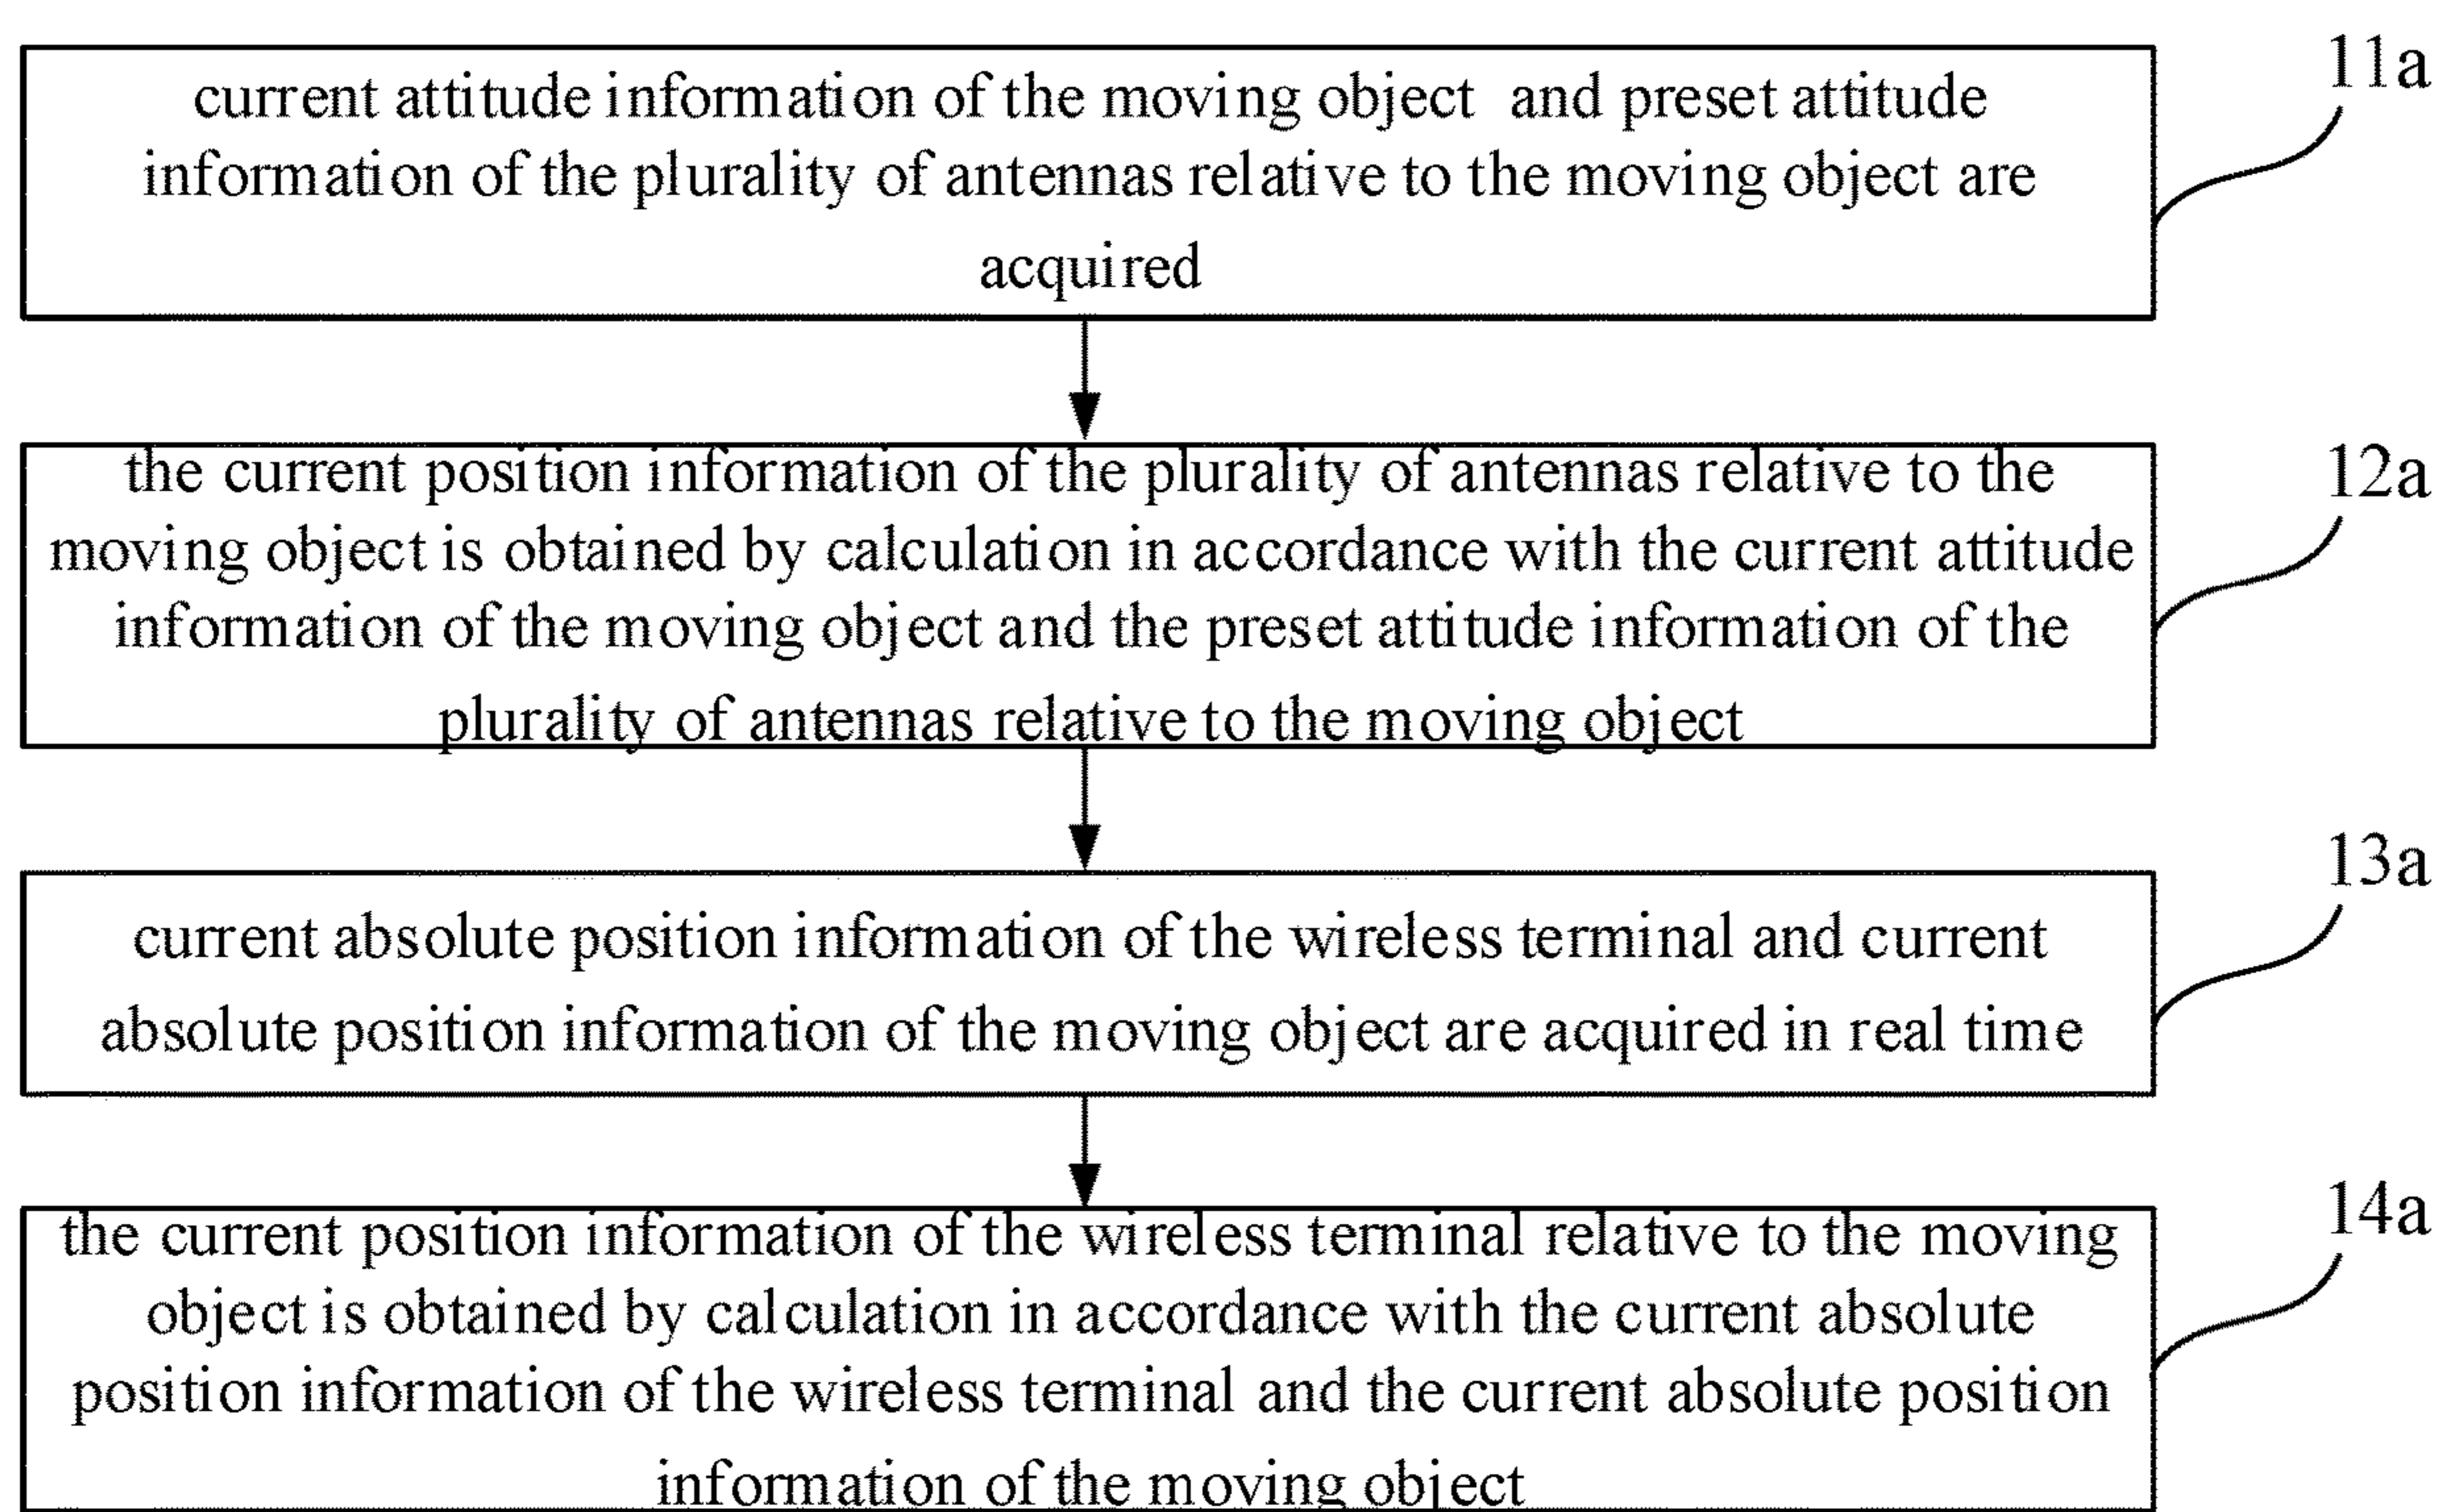 11a
current attitude information of the moving object and preset attitude
information of the plurality of antennas relative to the moving object are
acquired
12a
the current position information of the plurality of antennas relative to the
moving object is obtained by calculation in accordance with the current attitude
information of the moving object and the preset attitude information of the
plurality of antennas relative to the moving object
13a
current absolute position information of the wireless terminal and current
absolute position information of the moving object are acquired in real time
14a
the current position information of the wireless terminal relative to the moving
object is obtained by calculation in accordance with the current absolute
position information of the wireless terminal and the current absolute position
information of the moving object